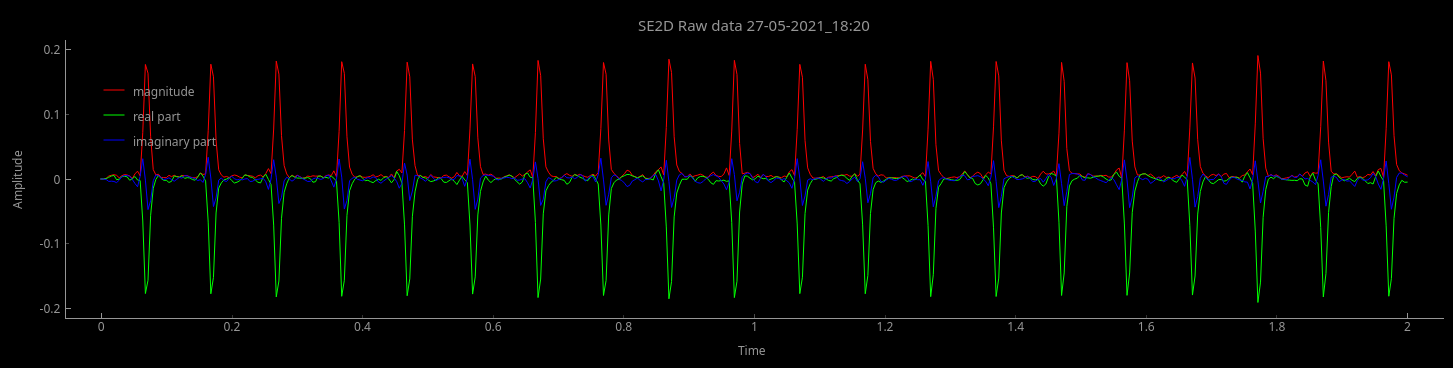 SE2D Raw data 27-05-2021_18:20
0.2
magnitude
0.1
real part
imaginary part
Amplitude
0
-0.1
-0.2
0 0.2 0.4 0.6 0.8 1 1.2 1.4 1.6 1.8 2
Time